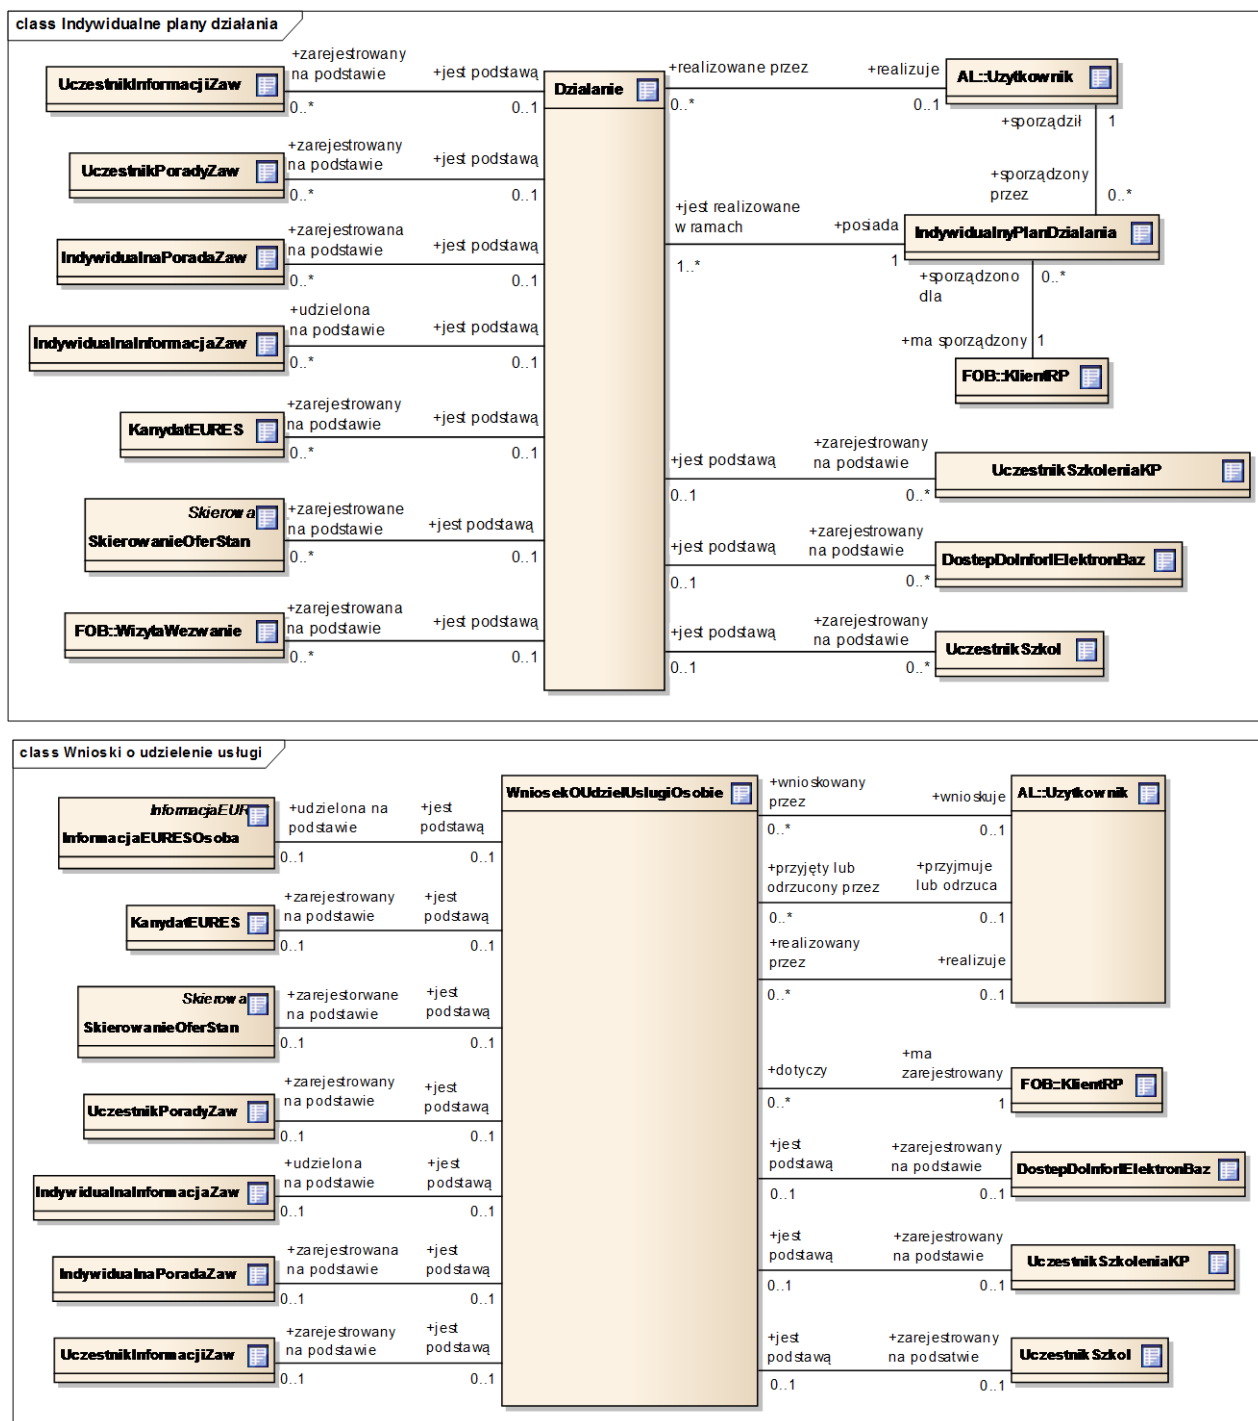 class Indywidualne plany działania
UczestnikInformacjiZaw
+zarejestrowany
na podstawie
0..*
+jest podstawą
0..1
UczestnikPoradyZaw
+zarejestrowany
na podstawie
0..*
+jest podstawą
0..1
IndywidualnaPoradaZaw
+zarejestrowana
na podstawie
0..*
+jest podstawą
0..1
IndywidualnaInformacjaZaw
+udzielona
na podstawie
0..*
+jest podstawą
0..1
KanydatEURES
+zarejestrowany
na podstawie
0..*
+jest podstawą
0..1
Skierowa
SkierowanieOferStan
+zarejestrowane
na podstawie
0..*
+jest podstawą
0..1
FOB::WizytaWezwanie
+zarejestrowana
na podstawie
0..*
+jest podstawą
0..1
Dzialanie
+realizowane przez
0..*
+realizuje
0..1
AL::Uzytkownik
+sporządził
1
+sporządzony
przez
0..*
+jest realizowane
w ramach
1..*
+posiada
1
IndywidualnyPlanDzialania
+sporządzono
dla
0..*
+ma sporządzony
1
FOB::KlientRP
+jest podstawą
0..1
+zarejestrowany
na podstawie
0..*
UczestnikSzkoleniaKP
+jest podstawą
0..1
+zarejestrowany
na podstawie
0..*
DostepDoInforIElektronBaz
+jest podstawą
0..1
+zarejestrowany
na podstawie
0..*
UczestnikSzkol
class Wnioski o udzielenie usługi
InformacjaEUR
InformacjaEURESOsoba
+udzielona na
podstawie
0..1
+jest
podstawą
0..1
KanydatEURES
+zarejestrowany
na podstawie
0..1
+jest
podstawą
0..1
Skierowa
SkierowanieOferStan
+zarejestorwane
na podstawie
0..1
+jest
podstawą
0..1
UczestnikPoradyZaw
+zarejestrowany
na podstawie
0..1
+jest
podstawą
0..1
IndywidualnaInformacjaZaw
+udzielona
na podstawie
0..1
+jest
podstawą
0..1
IndywidualnaPoradaZaw
+zarejestrowana
na podstawie
0..1
+jest
podstawą
0..1
UczestnikInformacjiZaw
+zarejestrowany
na podstawie
0..1
+jest
podstawą
0..1
WniosekOUdzielUslugiOsobie
+wnioskowany
przez
0..*
+wnioskuje
0..1
AL::Uzytkownik
+przyjęty lub
odrzucony przez
0..*
+przyjmuje
lub odrzuca
0..1
+realizowany
przez
0..*
+realizuje
0..1
+dotyczy
0..*
+ma
zarejestrowany
1
FOB::KlientRP
+jest
podstawą
0..1
+zarejestrowany
na podstawie
0..1
DostepDoInforIElektronBaz
+jest
podstawą
0..1
+zarejestrowany
na podstawie
0..1
UczestnikSzkoleniaKP
+jest
podstawą
0..1
+zarejestrowany
na podsatwie
0..1
UczestnikSzkol